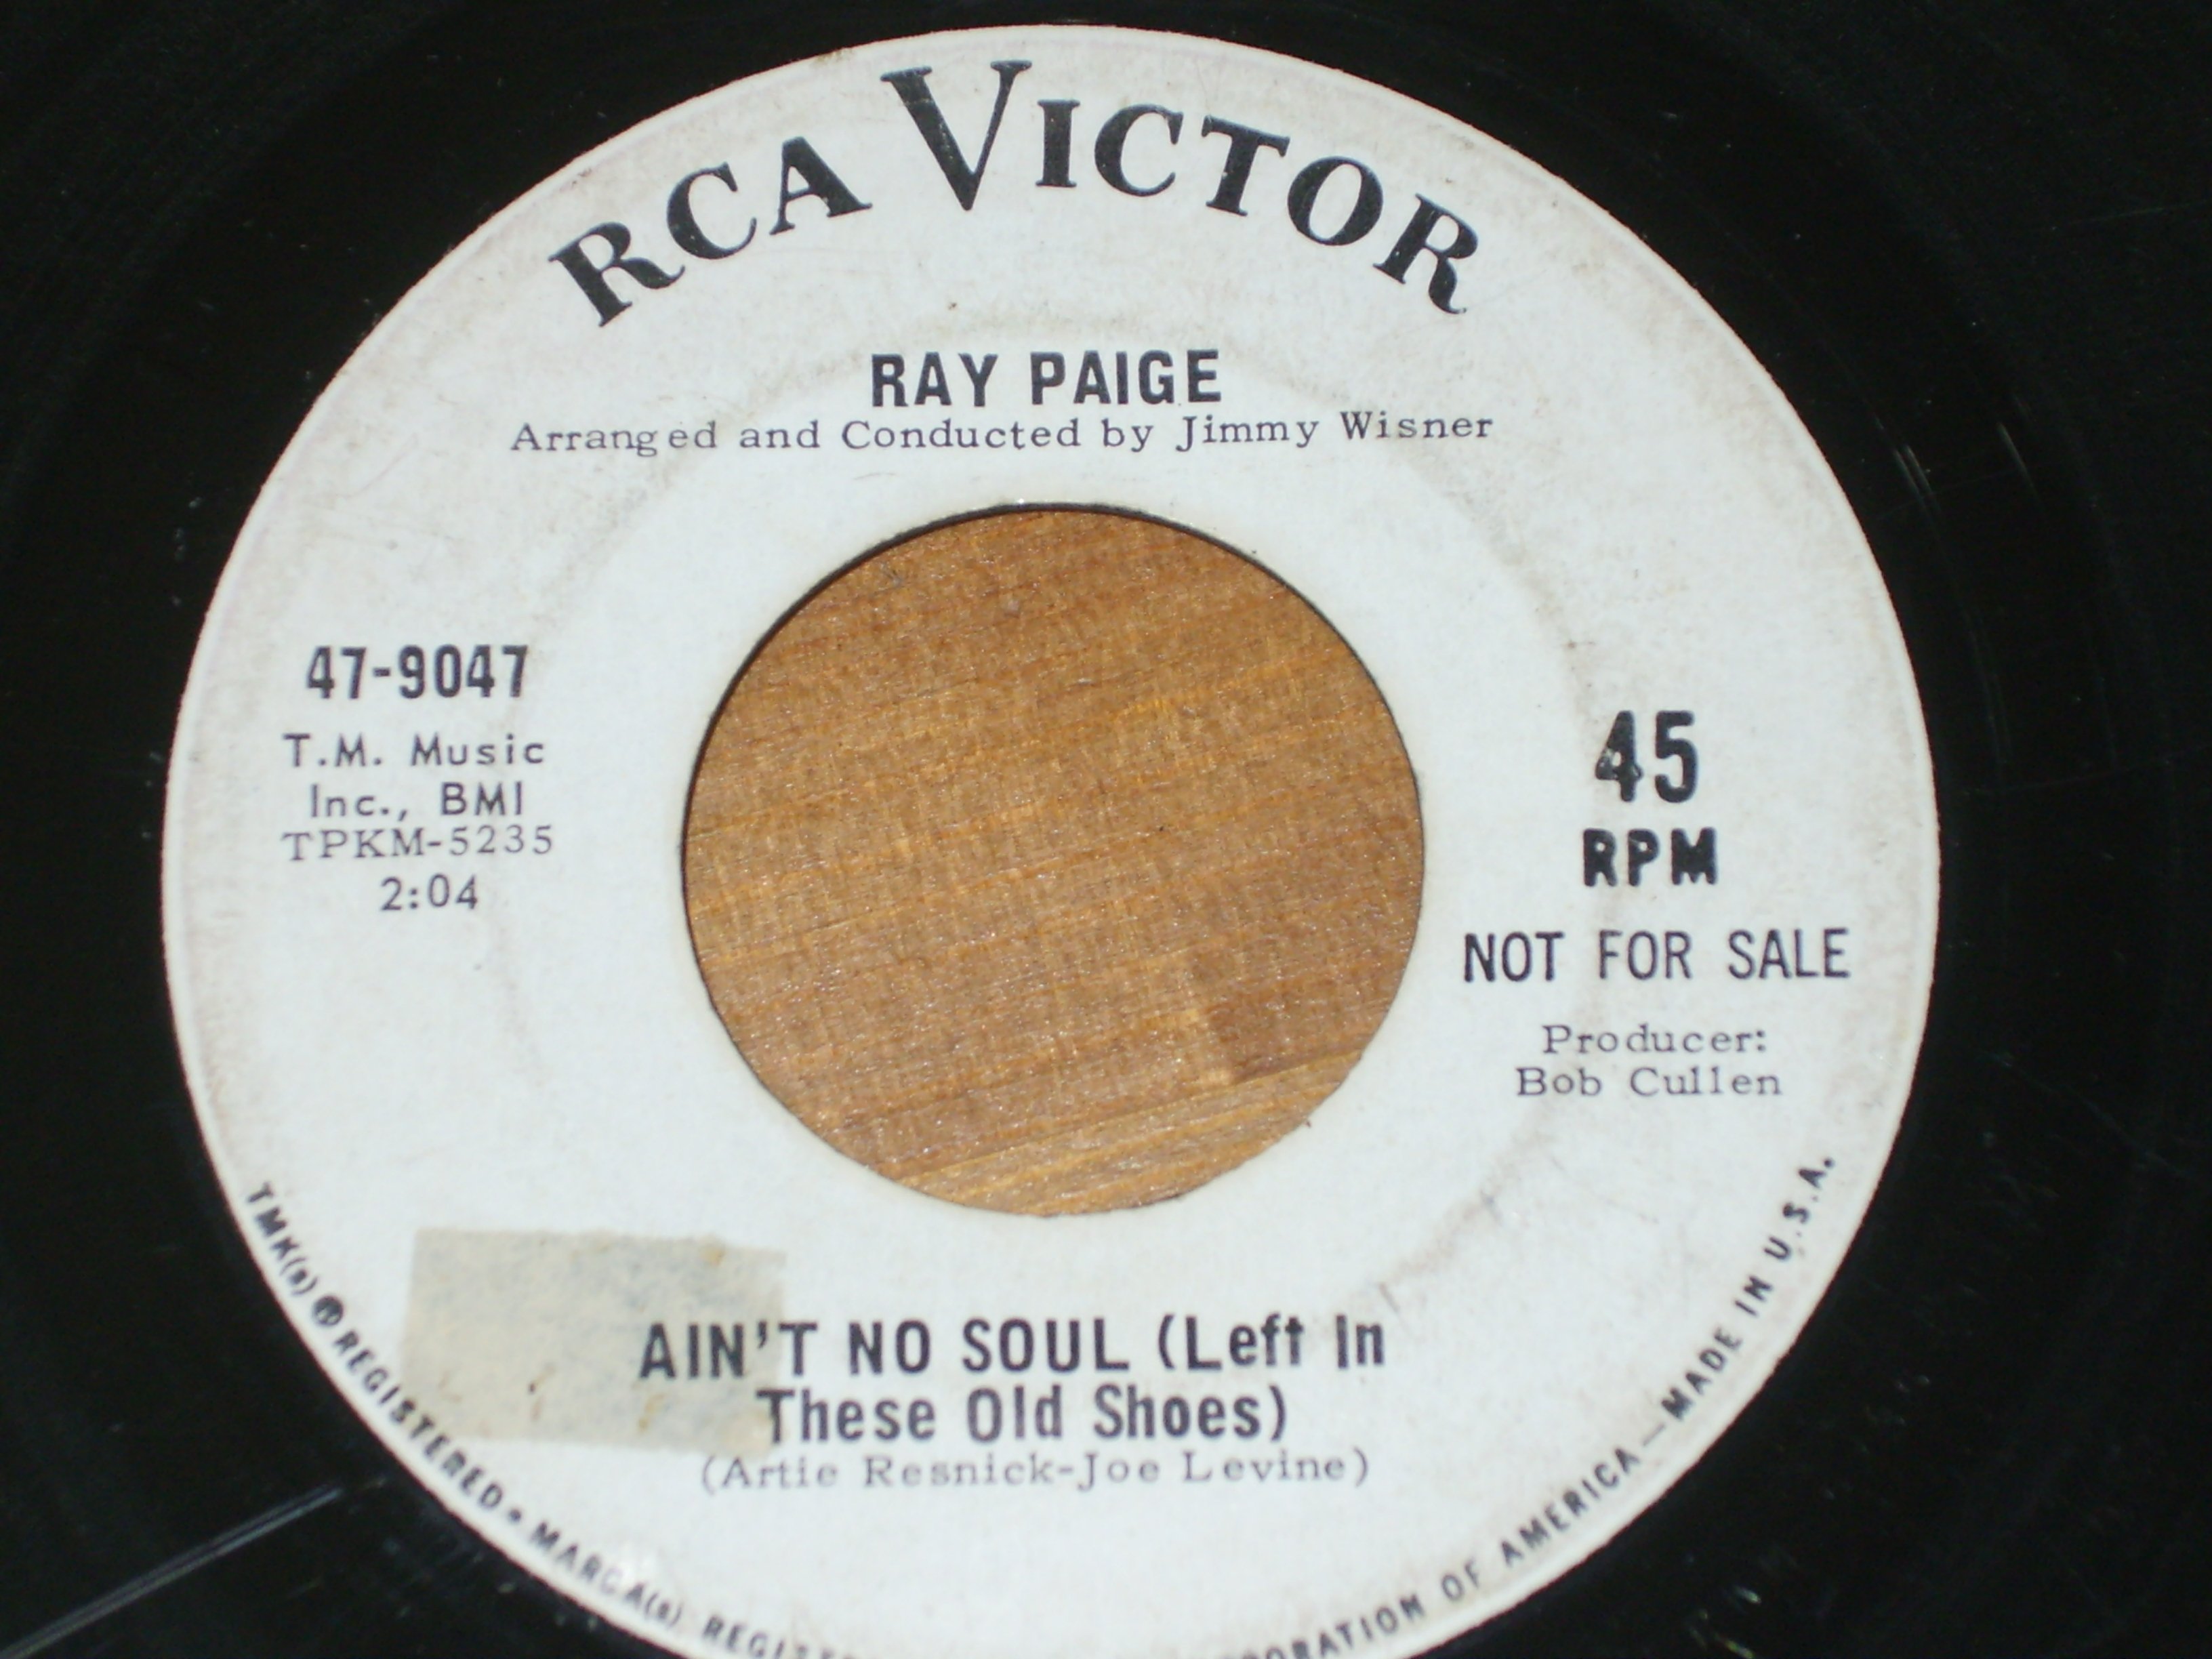 RCA VICTOR
RAY PAIGE
Arranged and Conducted by Jimmy Wisner
47-9047
T.M. Music
Inc., BMI
TPKM-5235
2:04
45
RPM
NOT FOR SALE
Producer:
Bob Cullen
AIN'T NO SOUL (Left In
These Old Shoes)
(Artie Resnick-Joe Levine)
TMK(s) ® REGISTERED • MARCA(s) OF AMERICA—MADE IN U.S.A.